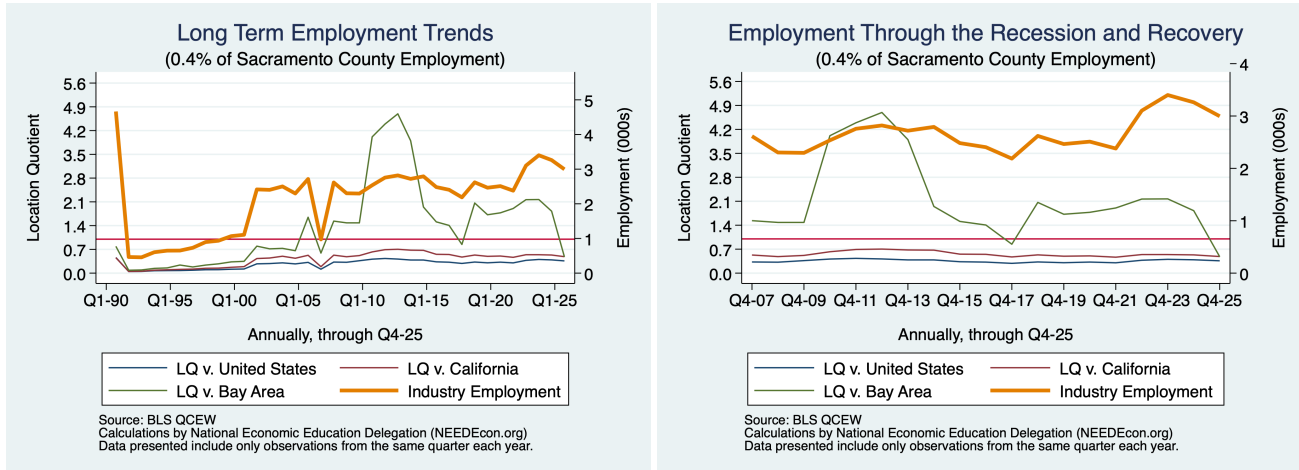 Long Term Employment Trends
(0.4% of Sacramento County Employment)
5.6
4.9
4.2
3.5
2.8
2.1
1.4
0.7
0.0
Location Quotient
5
4
3
2
1
0
Employment (000s)
Q1-90 Q1-95 Q1-00 Q1-05 Q1-10 Q1-15 Q1-20 Q1-25
Annually, through Q4-25
LQ v. United States LQ v. California
LQ v. Bay Area Industry Employment
Source: BLS QCEW
Calculations by National Economic Education Delegation (NEEDEcon.org)
Data presented include only observations from the same quarter each year.
Employment Through the Recession and Recovery
(0.4% of Sacramento County Employment)
5.6
4.9
4.2
3.5
2.8
2.1
1.4
0.7
0.0
Location Quotient
4
3
2
1
0
Employment (000s)
Q4-07 Q4-09 Q4-11 Q4-13 Q4-15 Q4-17 Q4-19 Q4-21 Q4-23 Q4-25
Annually, through Q4-25
LQ v. United States LQ v. California
LQ v. Bay Area Industry Employment
Source: BLS QCEW
Calculations by National Economic Education Delegation (NEEDEcon.org)
Data presented include only observations from the same quarter each year.